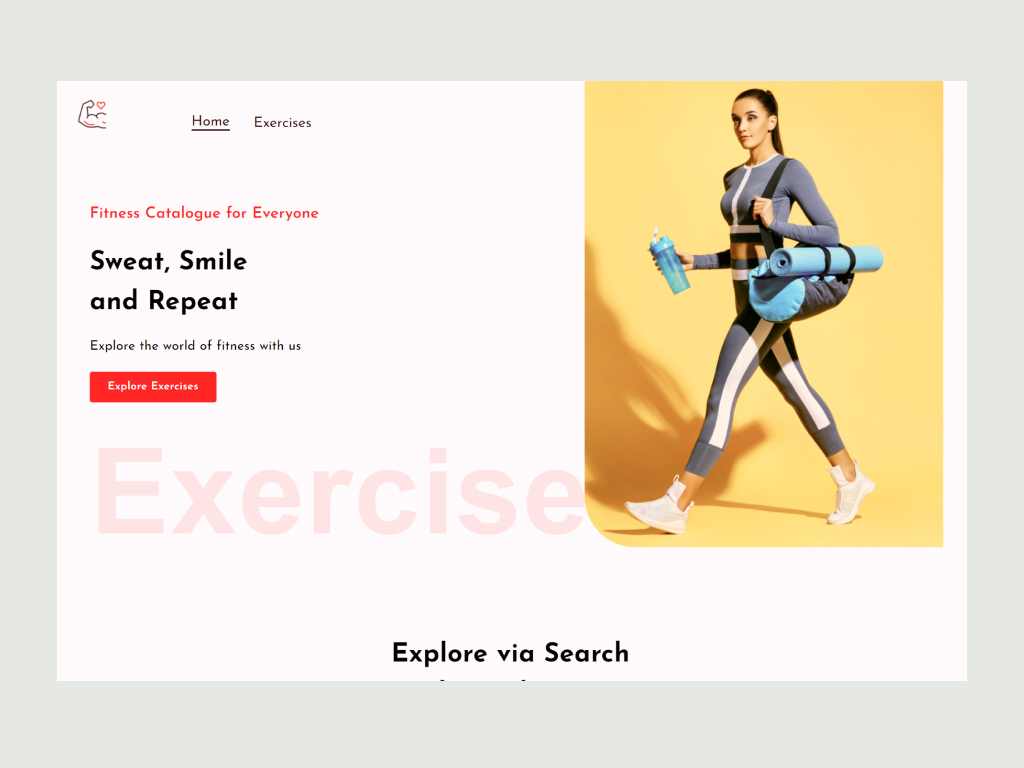 Home
Exercises
Fitness Catalogue for Everyone
Sweat, Smile
and Repeat
Explore the world of fitness with us
Explore Exercises
Exercise
Explore via Search